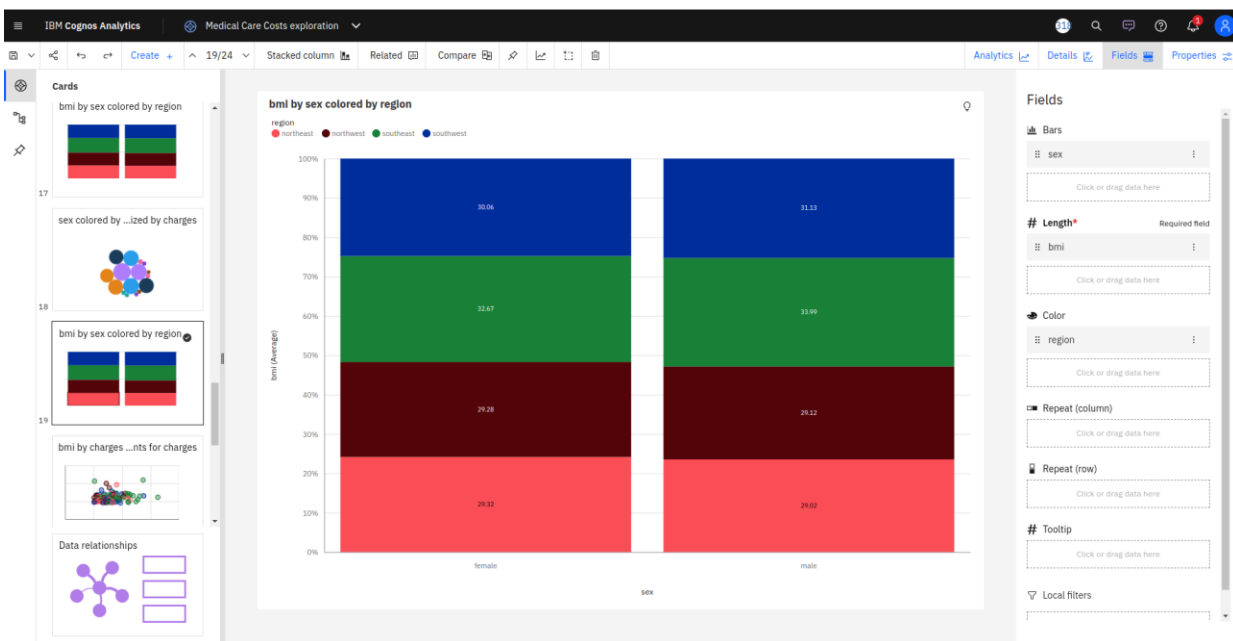 IBM Cognos Analytics
Medical Care Costs exploration
Create +
19/24
Stacked column
Related
Compare
Analytics
Details
Fields
Properties
Cards
bmi by sex colored by region
17
sex colored by ...ized by charges
18
bmi by sex colored by region
19
bmi by charges ...nts for charges
Data relationships
bmi by sex colored by region
region
northeast northwest southeast southwest
100%
90%
80%
70%
60%
50%
40%
30%
20%
10%
0%
bmi (Average)
30.06
31.13
32.67
33.99
29.28
29.12
29.32
29.02
female
male
sex
Fields
Bars
sex
Click or drag data here
# Length* Required field
bmi
Click or drag data here
Color
region
Click or drag data here
Repeat (column)
Click or drag data here
Repeat (row)
Click or drag data here
# Tooltip
Click or drag data here
Local filters